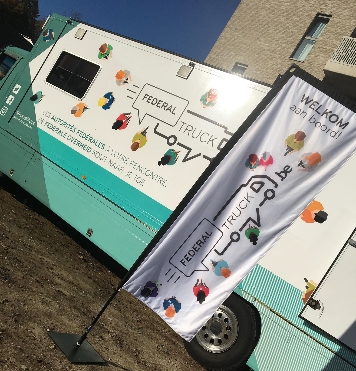 FEDERAL
TRUCK
LES AUTORITÉS FÉDÉRALES À VOTRE RENCONTRE
DE FEDERALE OVERHEID KOMT NAAR JE TOE
WELKOM
aan boord!
FEDERAL
TRUCK
.be